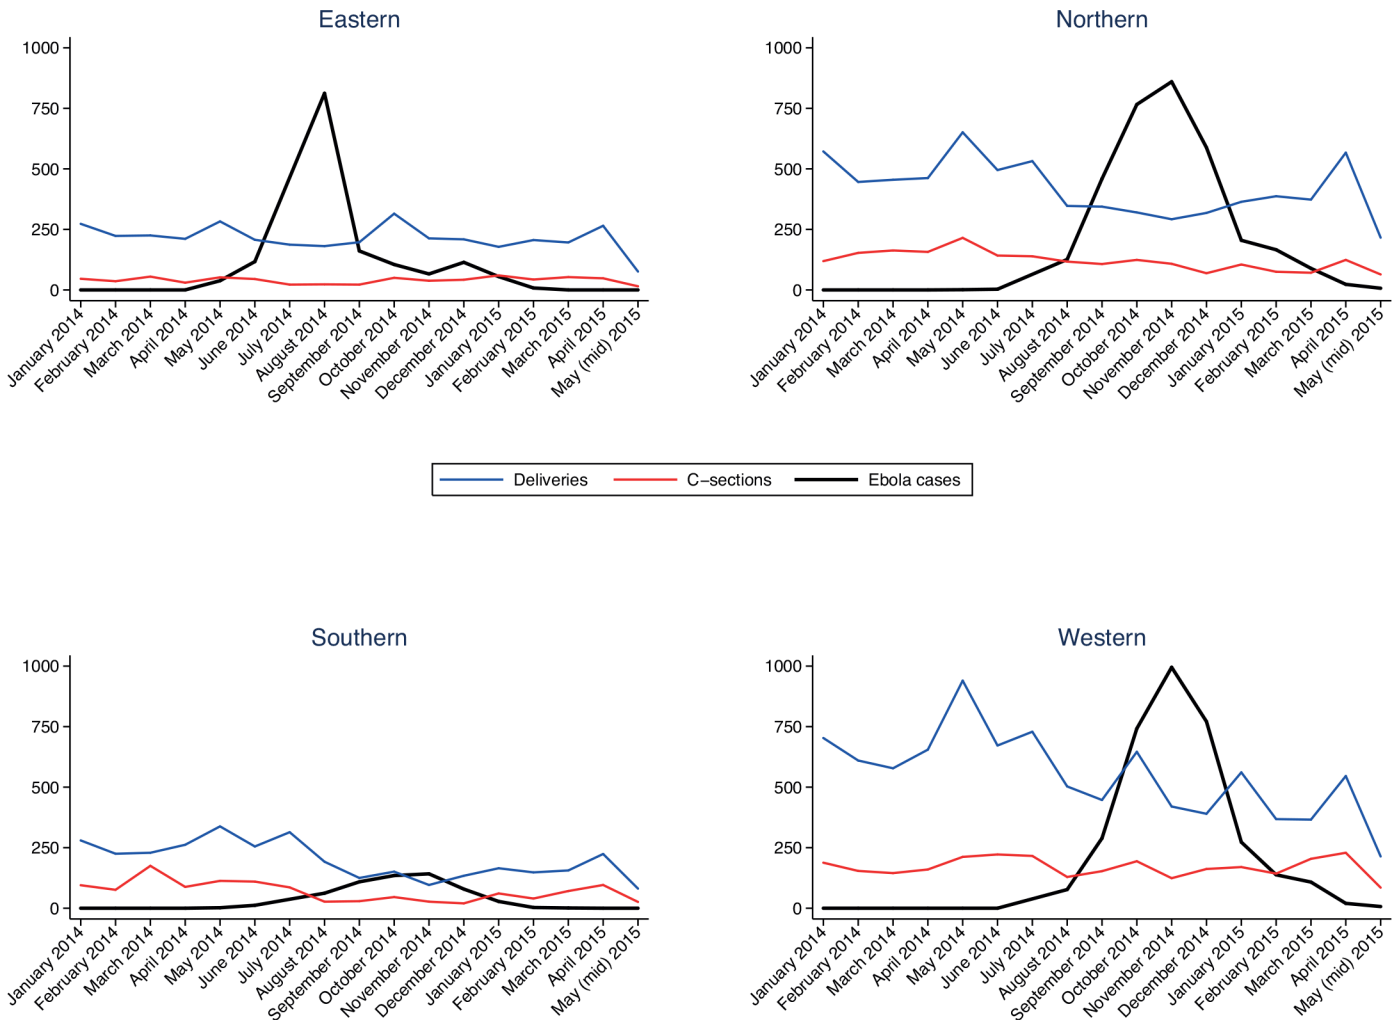 Eastern
1000
750
500
250
0
January 2014
February 2014
March 2014
April 2014
May 2014
June 2014
July 2014
August 2014
September 2014
October 2014
November 2014
December 2014
January 2015
February 2015
March 2015
April 2015
May (mid) 2015
Northern
1000
750
500
250
0
January 2014
February 2014
March 2014
April 2014
May 2014
June 2014
July 2014
August 2014
September 2014
October 2014
November 2014
December 2014
January 2015
February 2015
March 2015
April 2015
May (mid) 2015
Deliveries C−sections Ebola cases
Southern
1000
750
500
250
0
January 2014
February 2014
March 2014
April 2014
May 2014
June 2014
July 2014
August 2014
September 2014
October 2014
November 2014
December 2014
January 2015
February 2015
March 2015
April 2015
May (mid) 2015
Western
1000
750
500
250
0
January 2014
February 2014
March 2014
April 2014
May 2014
June 2014
July 2014
August 2014
September 2014
October 2014
November 2014
December 2014
January 2015
February 2015
March 2015
April 2015
May (mid) 2015